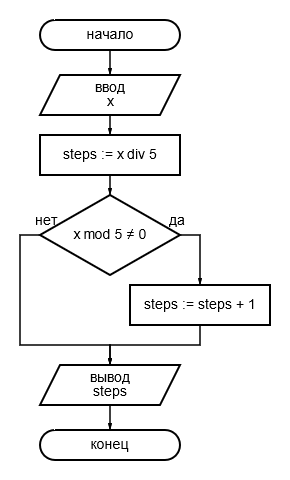 начало
ввод
x
steps := x div 5
нет
да
x mod 5 ≠ 0
steps := steps + 1
вывод
steps
конец